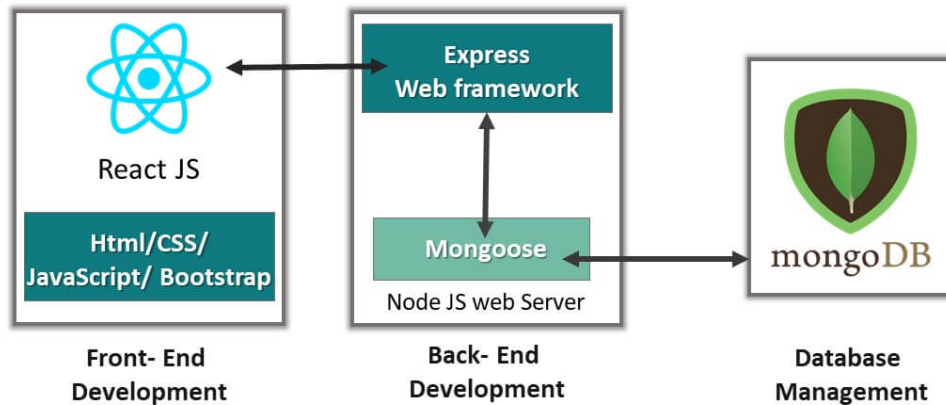 React JS
Html/CSS/
JavaScript/ Bootstrap
Front- End
Development
Express
Web framework
Mongoose
Node JS web Server
Back- End
Development
mongoDB
Database
Management